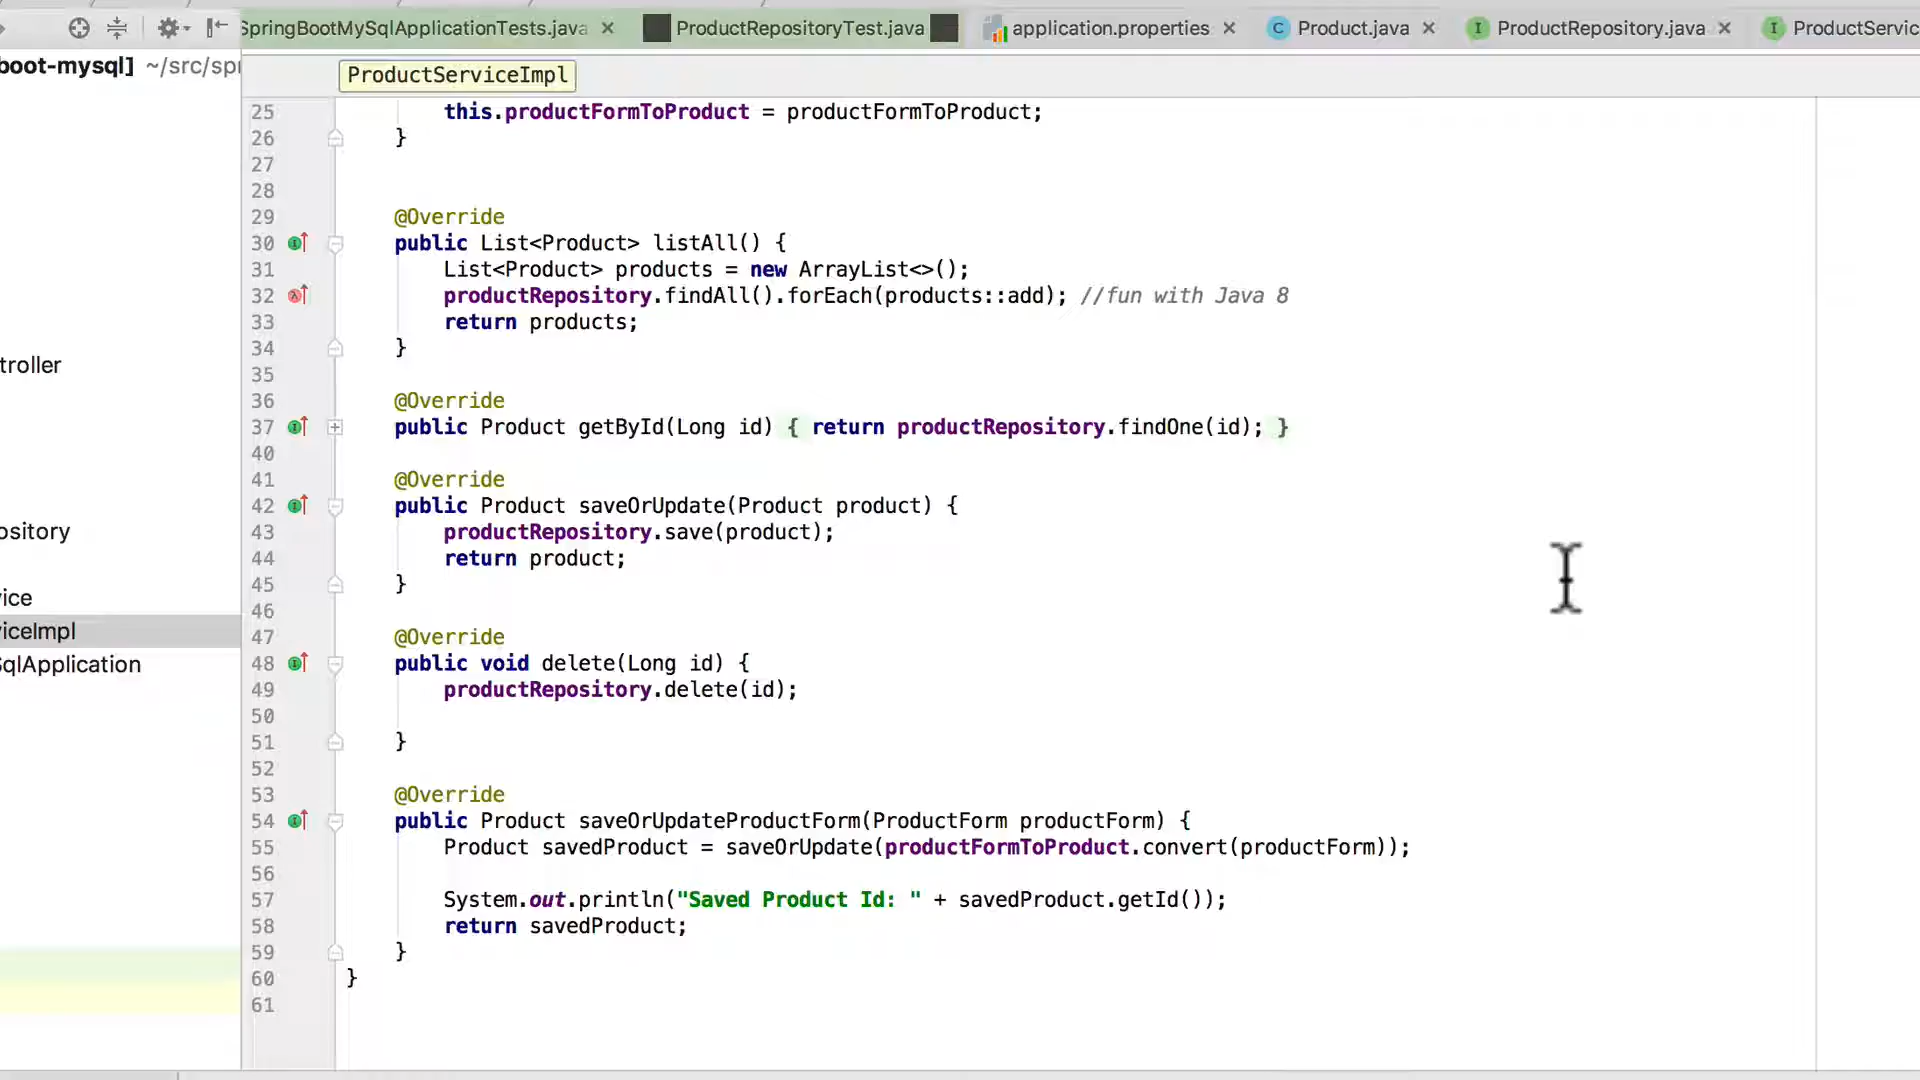 SpringBootMySqlApplicationTests.java
ProductRepositoryTest.java
application.properties
Product.java
ProductRepository.java
ProductServic
boot-mysql] ~/src/spr
ProductServiceImpl
troller
ository
ice
iceImpl
SqlApplication
25 this.productFormToProduct = productFormToProduct;
26 }
27
28
29 @Override
30 public List<Product> listAll() {
31 List<Product> products = new ArrayList<>();
32 productRepository.findAll().forEach(products::add); //fun with Java 8
33 return products;
34 }
35
36 @Override
37 public Product getById(Long id) { return productRepository.findOne(id); }
40
41 @Override
42 public Product saveOrUpdate(Product product) {
43 productRepository.save(product);
44 return product;
45 }
46
47 @Override
48 public void delete(Long id) {
49 productRepository.delete(id);
50
51 }
52
53 @Override
54 public Product saveOrUpdateProductForm(ProductForm productForm) {
55 Product savedProduct = saveOrUpdate(productFormToProduct.convert(productForm));
56
57 System.out.println("Saved Product Id: " + savedProduct.getId());
58 return savedProduct;
59 }
60 }
61